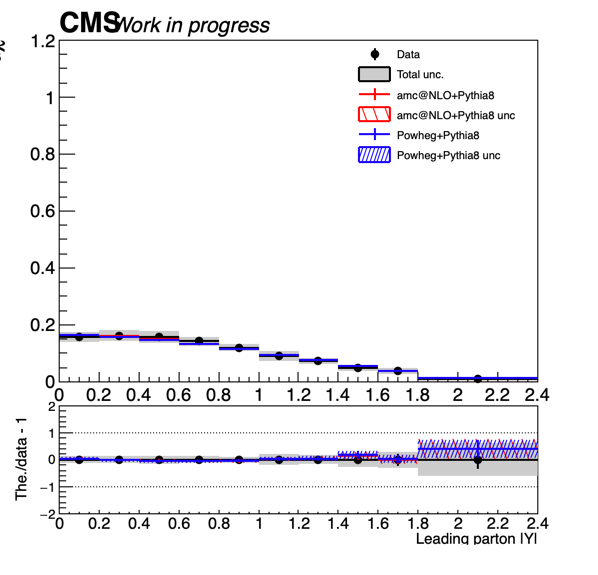 CMS Work in progress
1.2
1
0.8
0.6
0.4
0.2
0
Data
Total unc.
amc@NLO+Pythia8
amc@NLO+Pythia8 unc
Powheg+Pythia8
Powheg+Pythia8 unc
0 0.2 0.4 0.6 0.8 1 1.2 1.4 1.6 1.8 2 2.2 2.4
The./data - 1
2
1
0
−1
−2
0 0.2 0.4 0.6 0.8 1 1.2 1.4 1.6 1.8 2 2.2 2.4
Leading parton |Y|